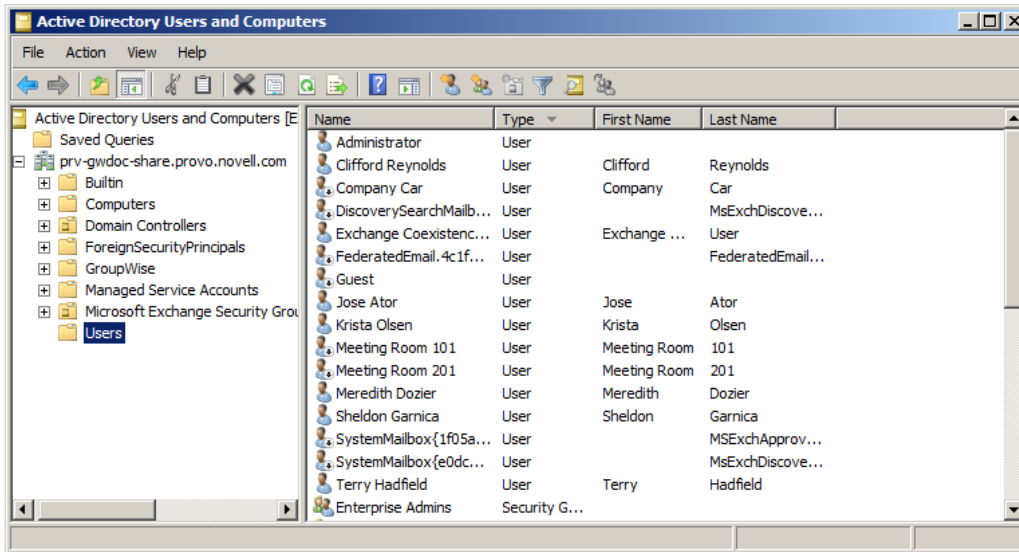 Active Directory Users and Computers
File Action View Help
Active Directory Users and Computers [E
Saved Queries
prv-gwdoc-share.provo.novell.com
Builtin
Computers
Domain Controllers
ForeignSecurityPrincipals
GroupWise
Managed Service Accounts
Microsoft Exchange Security Grou
Users
Name Type First Name Last Name
Administrator User
Clifford Reynolds User Clifford Reynolds
Company Car User Company Car
DiscoverySearchMailb... User MsExchDiscove...
Exchange Coexistenc... User Exchange ... User
FederatedEmail.4c1f... User FederatedEmail...
Guest User
Jose Ator User Jose Ator
Krista Olsen User Krista Olsen
Meeting Room 101 User Meeting Room 101
Meeting Room 201 User Meeting Room 201
Meredith Dozier User Meredith Dozier
Sheldon Garnica User Sheldon Garnica
SystemMailbox{1f05a... User MSExchApprov...
SystemMailbox{e0dc... User MsExchDiscove...
Terry Hadfield User Terry Hadfield
Enterprise Admins Security G...